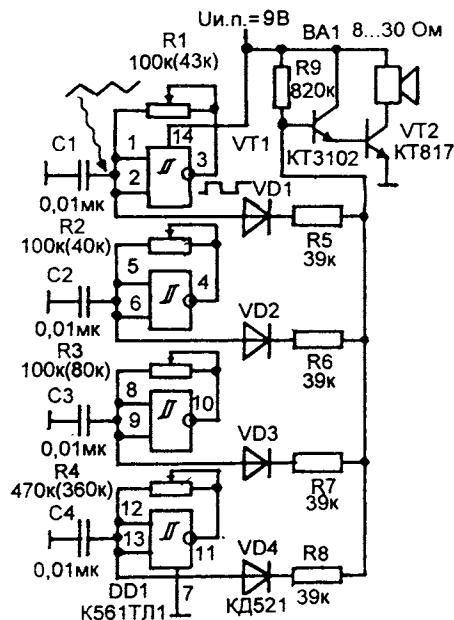 Uи.п.=9В
R1
100к(43к)
BA1
8...30 Ом
R9
820к
C1
1
2
14
3
VT1
КТ3102
VT2
КТ817
0,01мк
VD1
R2
100к(40к)
R5
39к
C2
5
6
4
0,01мк
VD2
R3
100к(80к)
R6
39к
C3
8
9
10
0,01мк
VD3
R4
470к(360к)
R7
39к
C4
12
13
11
0,01мк
VD4
R8
DD1
7
К561ТЛ1
КД521
39к